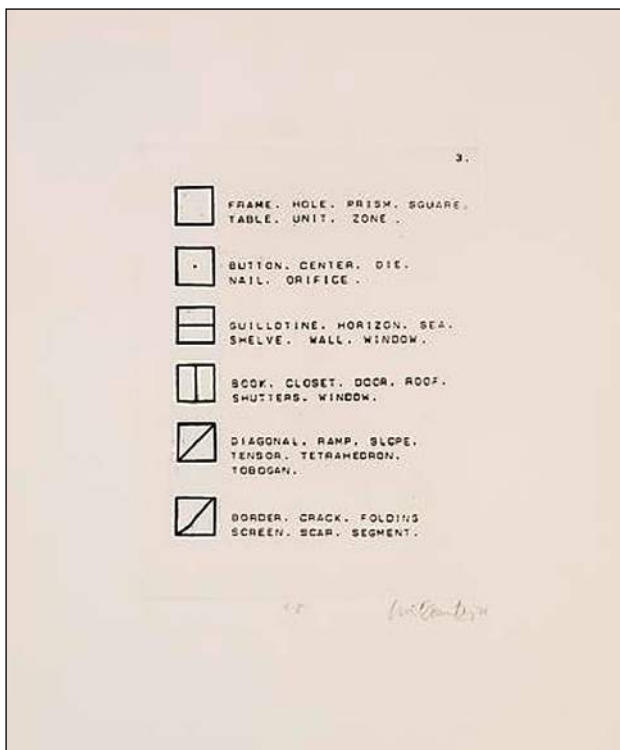 3.
FRAME. HOLE. PRISM. SQUARE.
TABLE. UNIT. ZONE.
BUTTON. CENTER. DIE.
NAIL. ORIFICE.
GUILLOTINE. HORIZON. SEA.
SHELVE. WALL. WINDOW.
BOOK. CLOSET. DOOR. ROOF.
SHUTTERS. WINDOW.
DIAGONAL. RAMP. SLOPE.
TENSOR. TETRAHEDRON.
TOBOGAN.
BORDER. CRACK. FOLDING
SCREEN. SCAR. SEGMENT.